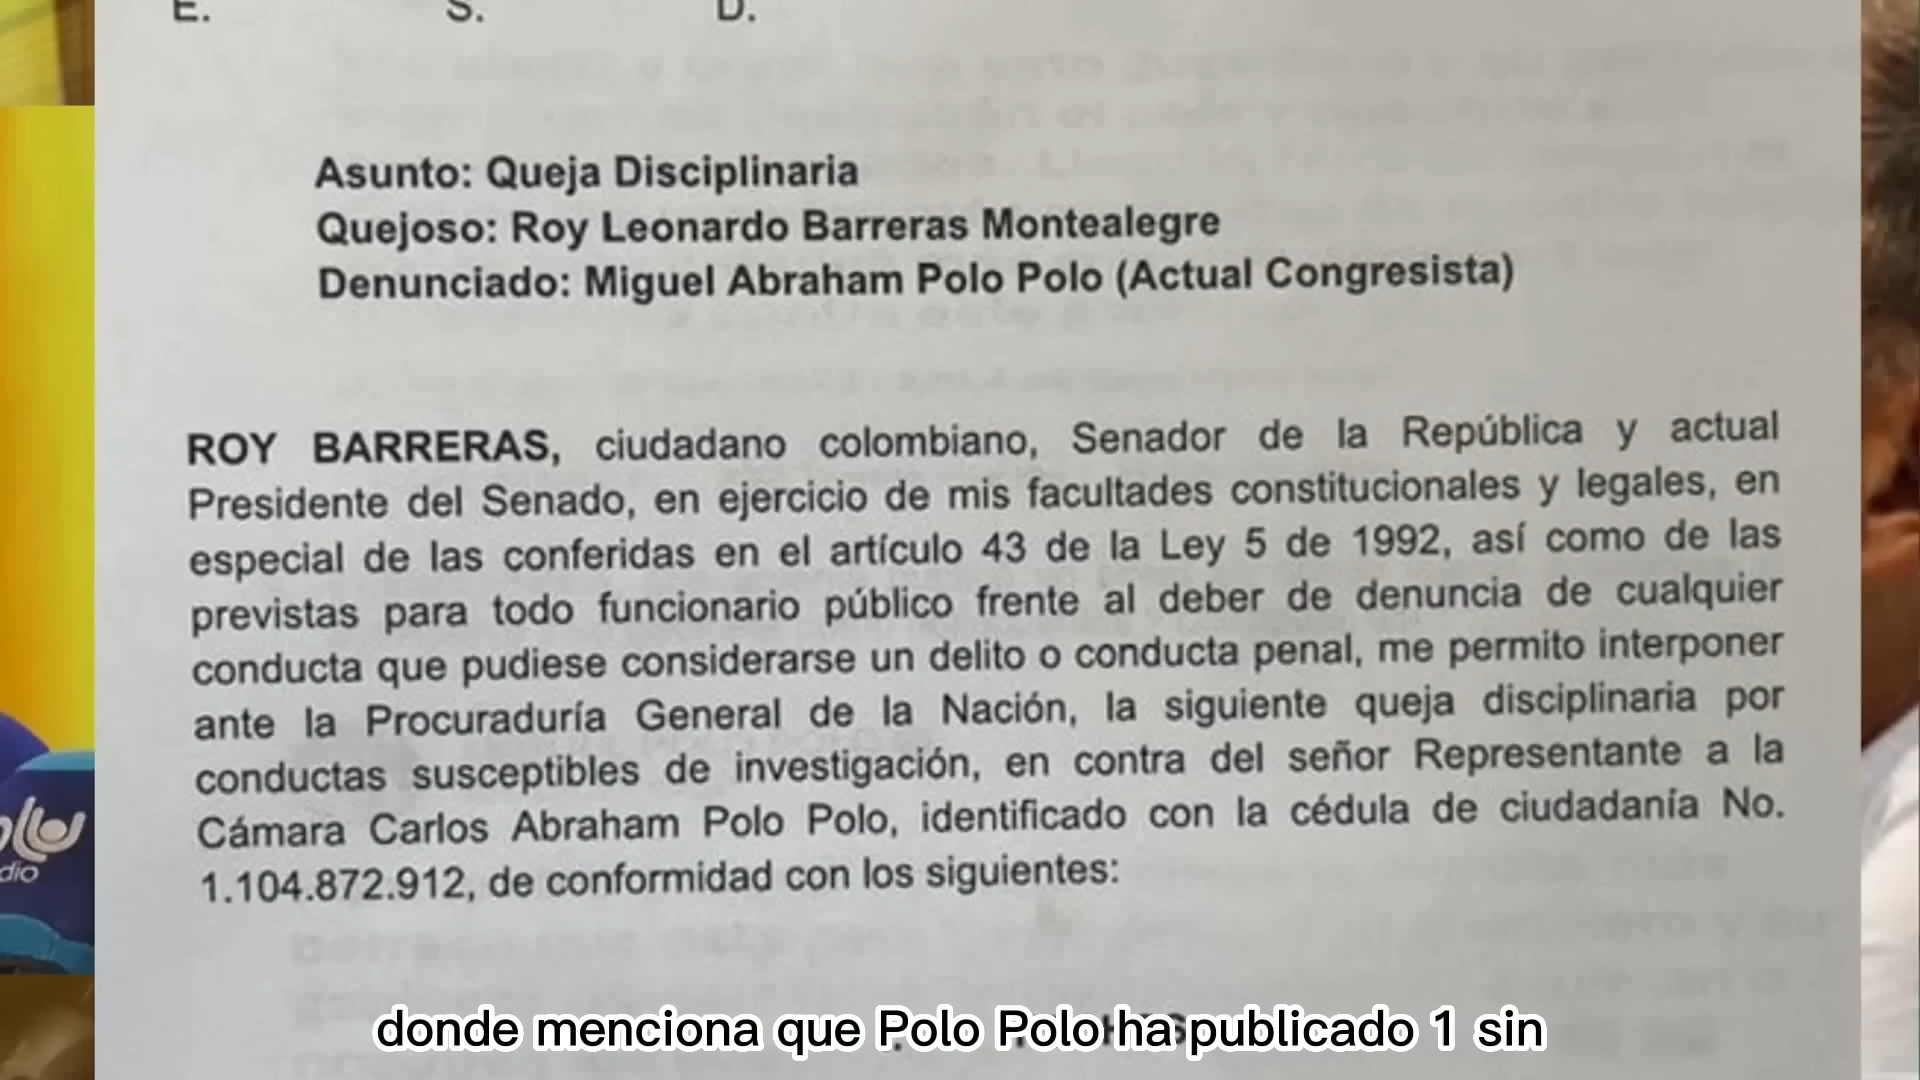 E. S. D.
Asunto: Queja Disciplinaria
Quejoso: Roy Leonardo Barreras Montealegre
Denunciado: Miguel Abraham Polo Polo (Actual Congresista)
ROY BARRERAS, ciudadano colombiano, Senador de la República y actual
Presidente del Senado, en ejercicio de mis facultades constitucionales y legales, en
especial de las conferidas en el artículo 43 de la Ley 5 de 1992, así como de las
previstas para todo funcionario público frente al deber de denuncia de cualquier
conducta que pudiese considerarse un delito o conducta penal, me permito interponer
ante la Procuraduría General de la Nación, la siguiente queja disciplinaria por
conductas susceptibles de investigación, en contra del señor Representante a la
Cámara Carlos Abraham Polo Polo, identificado con la cédula de ciudadanía No.
1.104.872.912, de conformidad con los siguientes:
donde menciona que Polo Polo ha publicado 1 sin